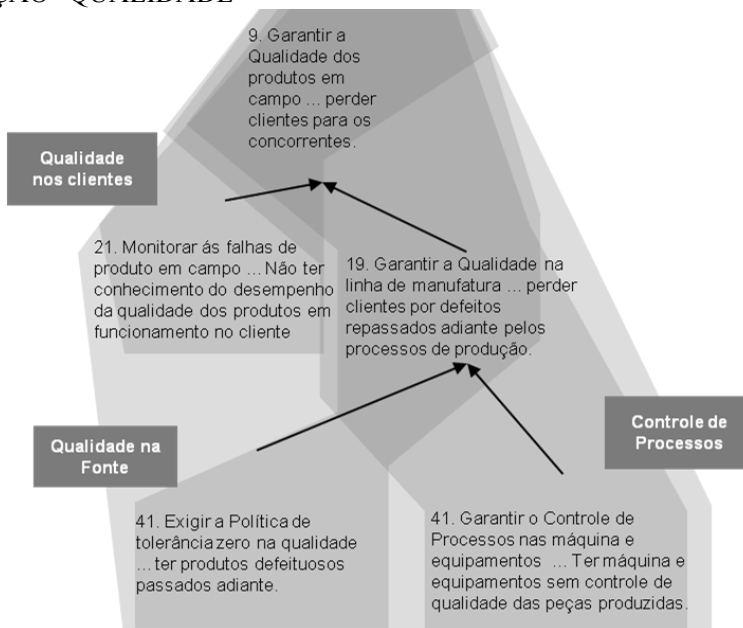 ÇÃO - QUALIDADE
9. Garantir a
Qualidade dos
produtos em
campo ... perder
clientes para os
concorrentes.
Qualidade
nos clientes
21. Monitorar ás falhas de
produto em campo ... Não ter
conhecimento do desempenho
da qualidade dos produtos em
funcionamento no cliente
19. Garantir a Qualidade na
linha de manufatura ... perder
clientes por defeitos
repassados adiante pelos
processos de produção.
Controle de
Processos
Qualidade na
Fonte
41. Exigir a Política de
tolerância zero na qualidade
... ter produtos defeituosos
passados adiante.
41. Garantir o Controle de
Processos nas máquina e
equipamentos ... Ter máquina e
equipamentos sem controle de
qualidade das peças produzidas.